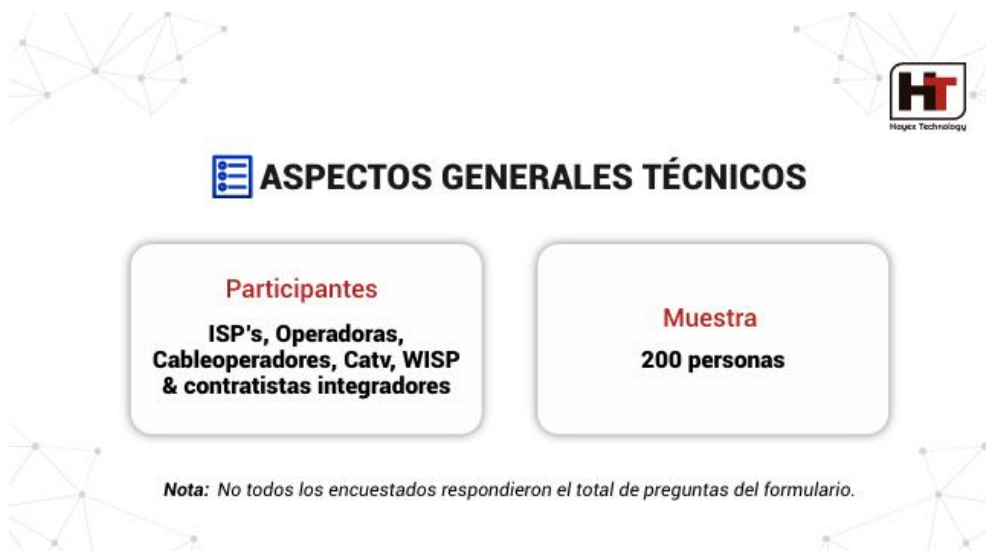 HT
Hayex Technology
ASPECTOS GENERALES TÉCNICOS
Participantes
ISP's, Operadoras,
Cableoperadores, Catv, WISP
& contratistas integradores
Muestra
200 personas
Nota: No todos los encuestados respondieron el total de preguntas del formulario.